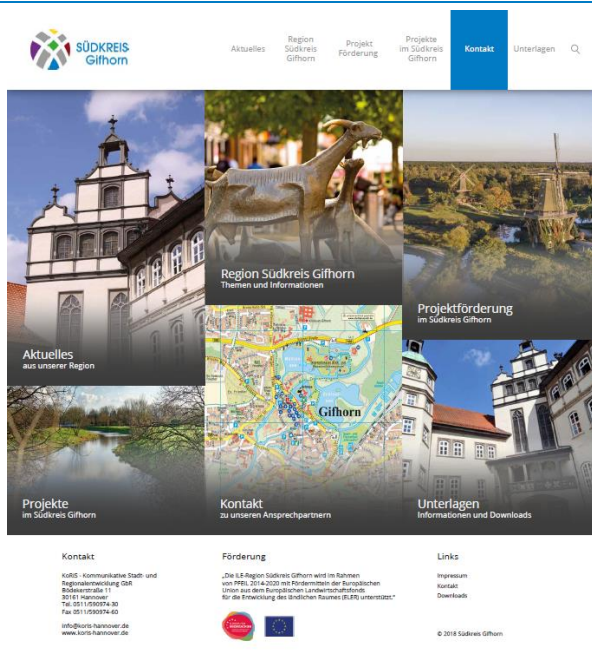 SÜDKREIS
Gifhorn
Aktuelles
Region
Südkreis
Gifhorn
Projekt
Förderung
Projekte
im Südkreis
Gifhorn
Kontakt
Unterlagen
Region Südkreis Gifhorn
Themen und Informationen
Projektförderung
im Südkreis Gifhorn
Aktuelles
aus unserer Region
Gifhorn
Projekte
im Südkreis Gifhorn
Kontakt
zu unseren Ansprechpartnern
Unterlagen
Informationen und Downloads
Kontakt
KoRiS - Kommunikative Stadt- und
Regionalentwicklung GbR
Bödekerstraße 11
30161 Hannover
Tel. 0511/590974-30
Fax 0511/590974-60
info@koris-hannover.de
www.koris-hannover.de
Förderung
„Die ILE-Region Südkreis Gifhorn wird im Rahmen
von PFEIL 2014-2020 mit Fördermitteln der Europäischen
Union aus dem Europäischen Landwirtschaftsfonds
für die Entwicklung des ländlichen Raumes (ELER) unterstützt.“
Links
Impressum
Kontakt
Downloads
© 2018 Südkreis Gifhorn